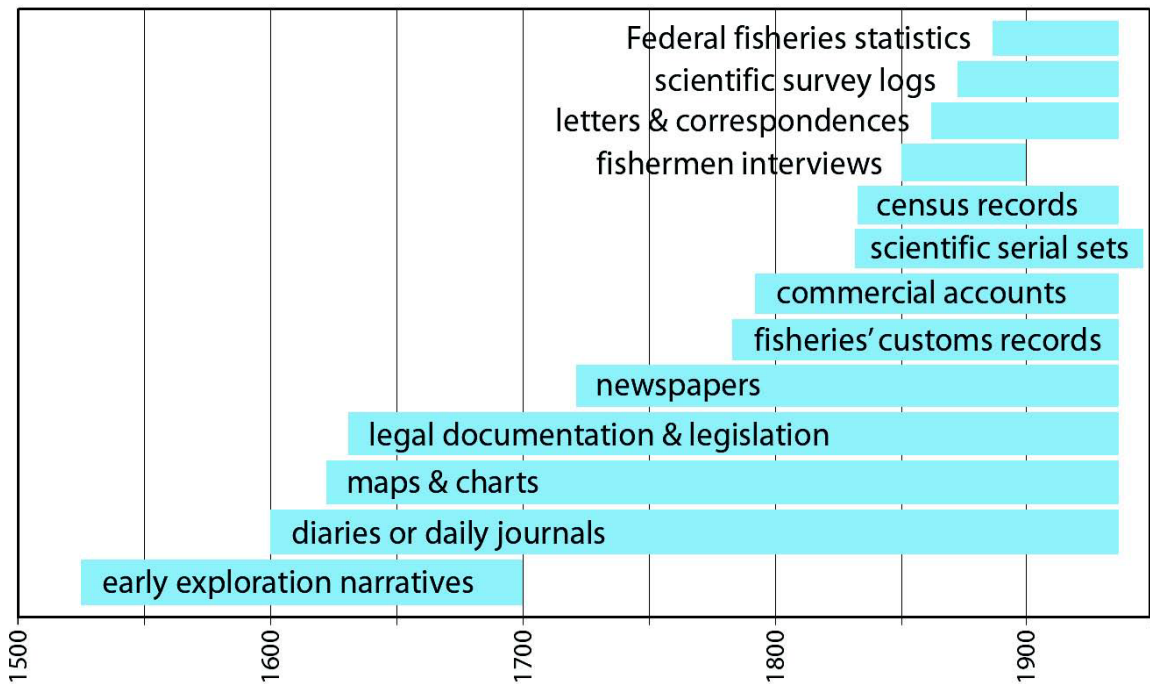 Federal fisheries statistics
scientific survey logs
letters & correspondences
fishermen interviews
census records
scientific serial sets
commercial accounts
fisheries’ customs records
newspapers
legal documentation & legislation
maps & charts
diaries or daily journals
early exploration narratives
1500
1600
1700
1800
1900